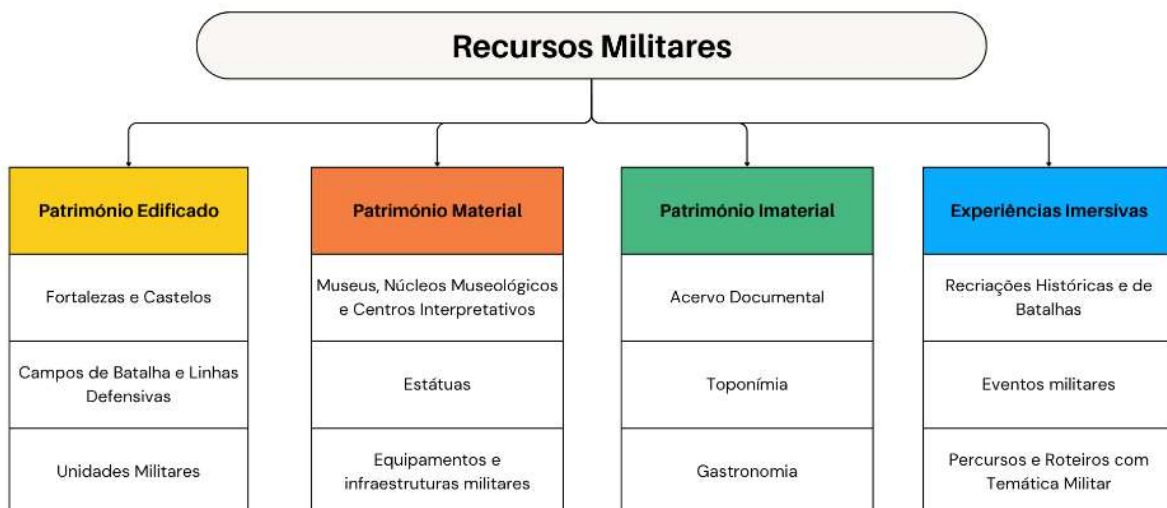 Recursos Militares
Património Edificado
Fortalezas e Castelos
Campos de Batalha e Linhas
Defensivas
Unidades Militares
Património Material
Museus, Núcleos Museológicos
e Centros Interpretativos
Estátuas
Equipamentos e
infraestruturas militares
Património Imaterial
Acervo Documental
Toponímia
Gastronomia
Experiências Imersivas
Recriações Históricas e de
Batalhas
Eventos militares
Percursos e Roteiros com
Temática Militar